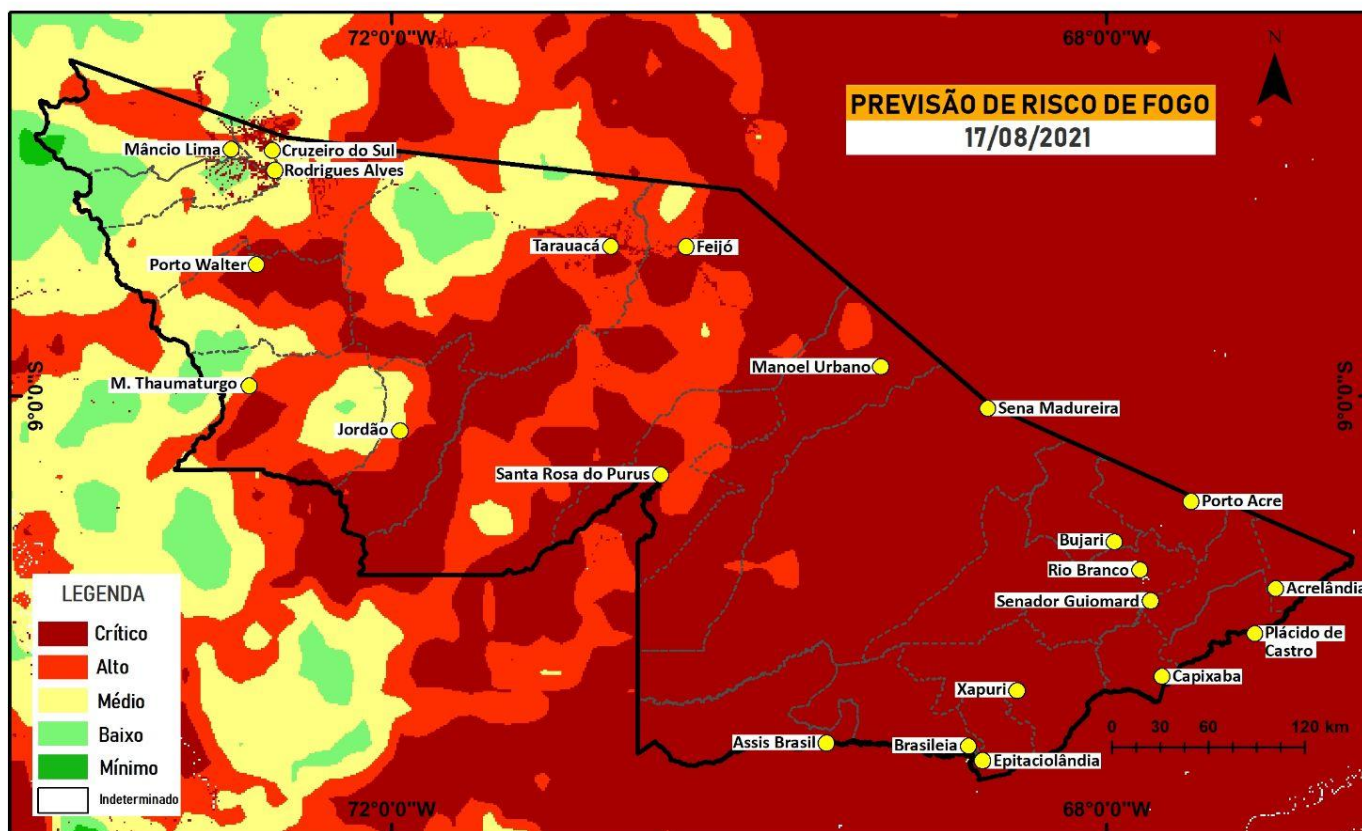 72°0'0"W
68°0'0"W
N
PREVISÃO DE RISCO DE FOGO
17/08/2021
Mâncio Lima
Cruzeiro do Sul
Rodrigues Alves
Tarauacá
Feijó
Porto Walter
Manoel Urbano
M. Thaumaturgo
9°0'0"S
9°0'0"S
Sena Madureira
Jordão
Santa Rosa do Purus
Porto Acre
Bujari
Rio Branco
Senador Guiomard
Acrelândia
Plácido de
Castro
Capixaba
Xapuri
Assis Brasil
Brasileia
Epitaciolândia
0 30 60 120 km
LEGENDA
Crítico
Alto
Médio
Baixo
Mínimo
Indeterminado
72°0'0"W
68°0'0"W